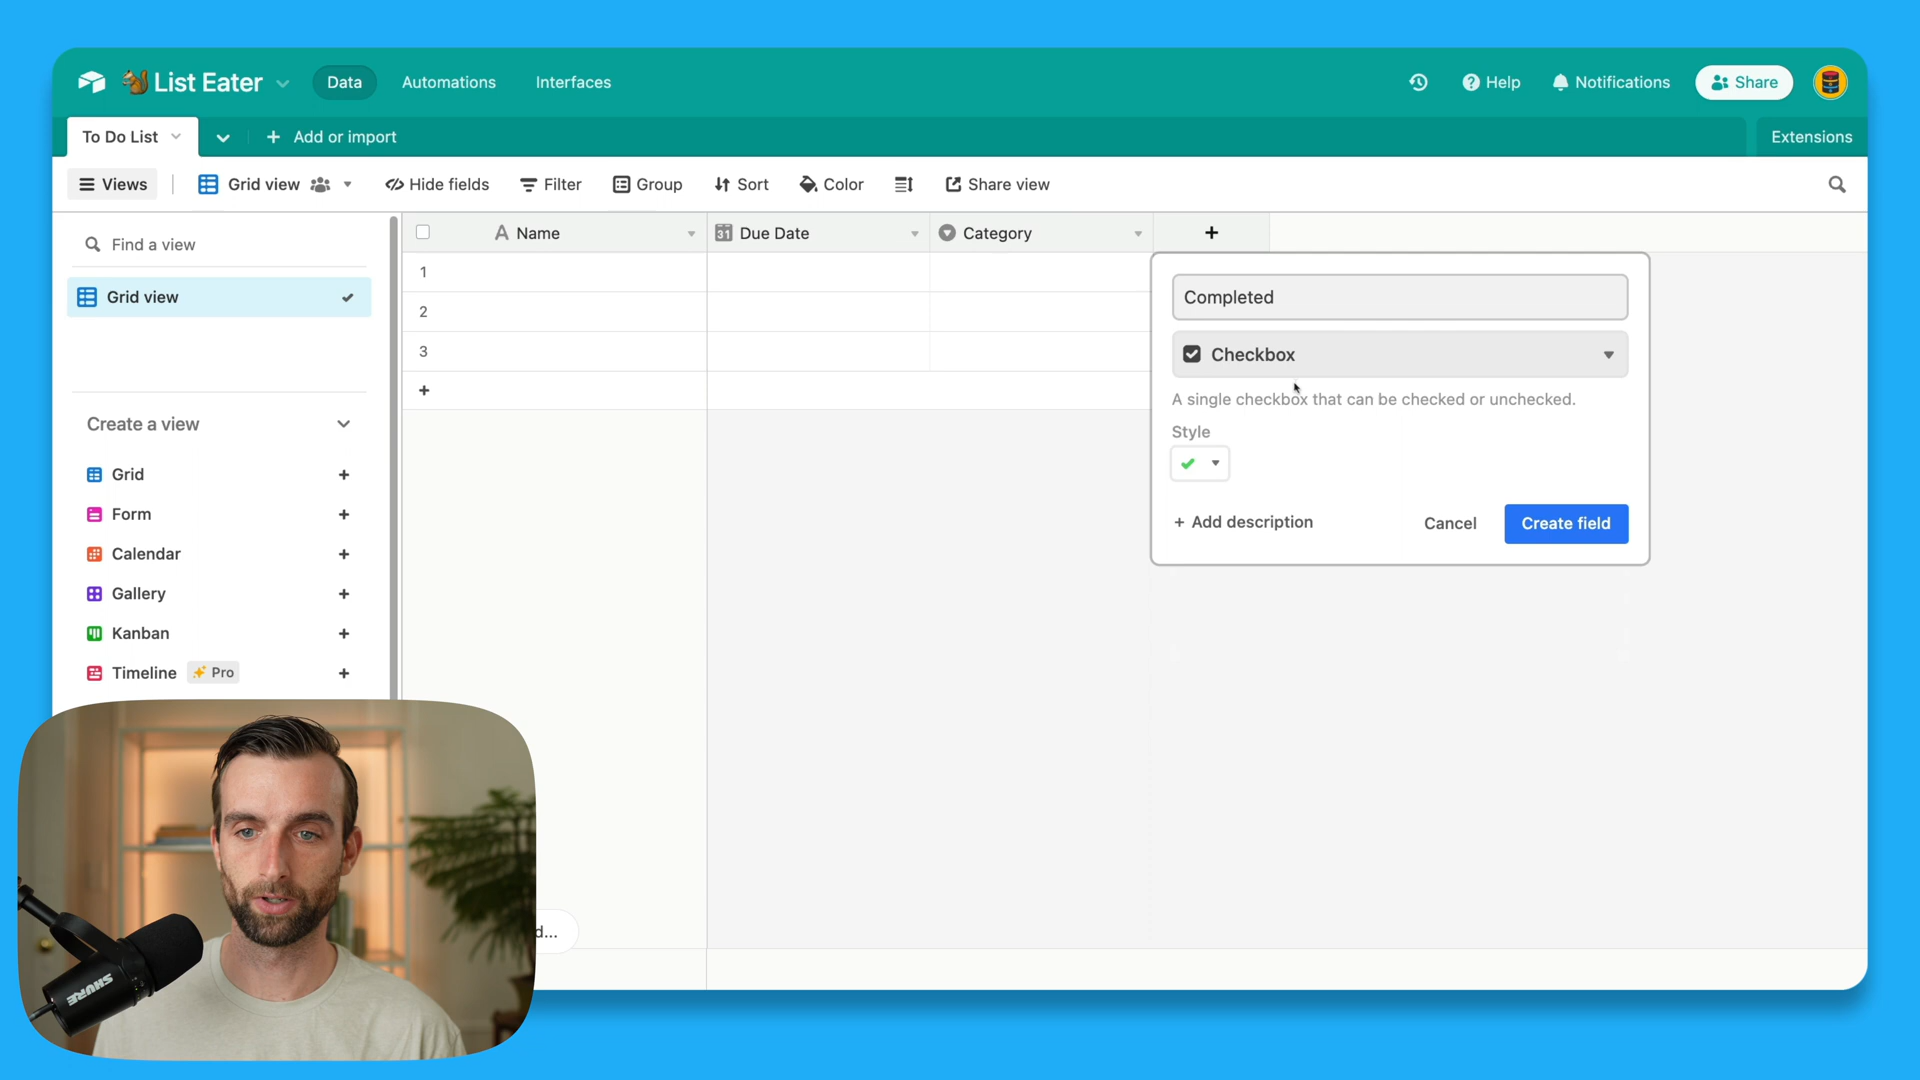 List Eater
Data
Automations
Interfaces
Help
Notifications
Share
To Do List
Add or import
Extensions
Views
Grid view
Hide fields
Filter
Group
Sort
Color
Share view
Find a view
Grid view
Create a view
Grid
Form
Calendar
Gallery
Kanban
Timeline
Pro
Name
31
Due Date
Category
1
2
3
Completed
Checkbox
A single checkbox that can be checked or unchecked.
Style
+ Add description
Cancel
Create field
d...
SHURE